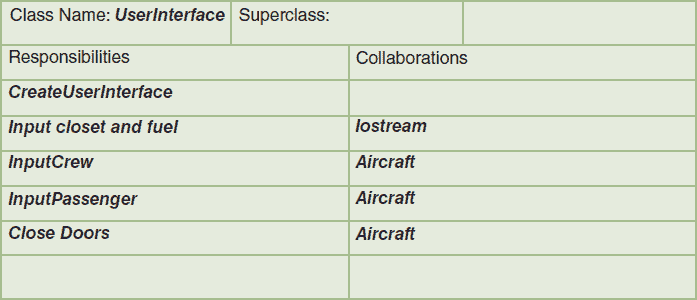 Class Name: UserInterface Superclass:
Responsibilities Collaborations
CreateUserInterface
Input closet and fuel Iostream
InputCrew Aircraft
InputPassenger Aircraft
Close Doors Aircraft